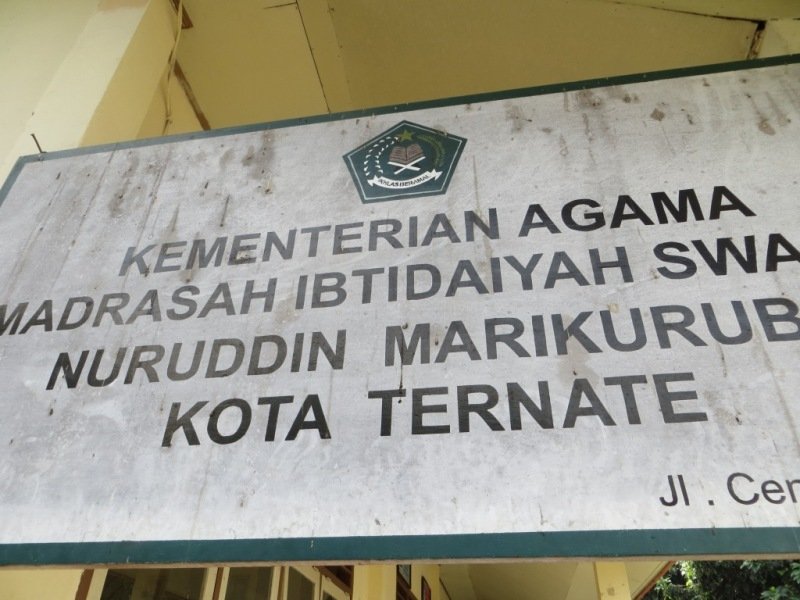 IKHLAS BERAMAL
KEMENTERIAN AGAMA
MADRASAH IBTIDAIYAH SWA
NURUDDIN MARIKURUB
KOTA TERNATE
Jl . Cen